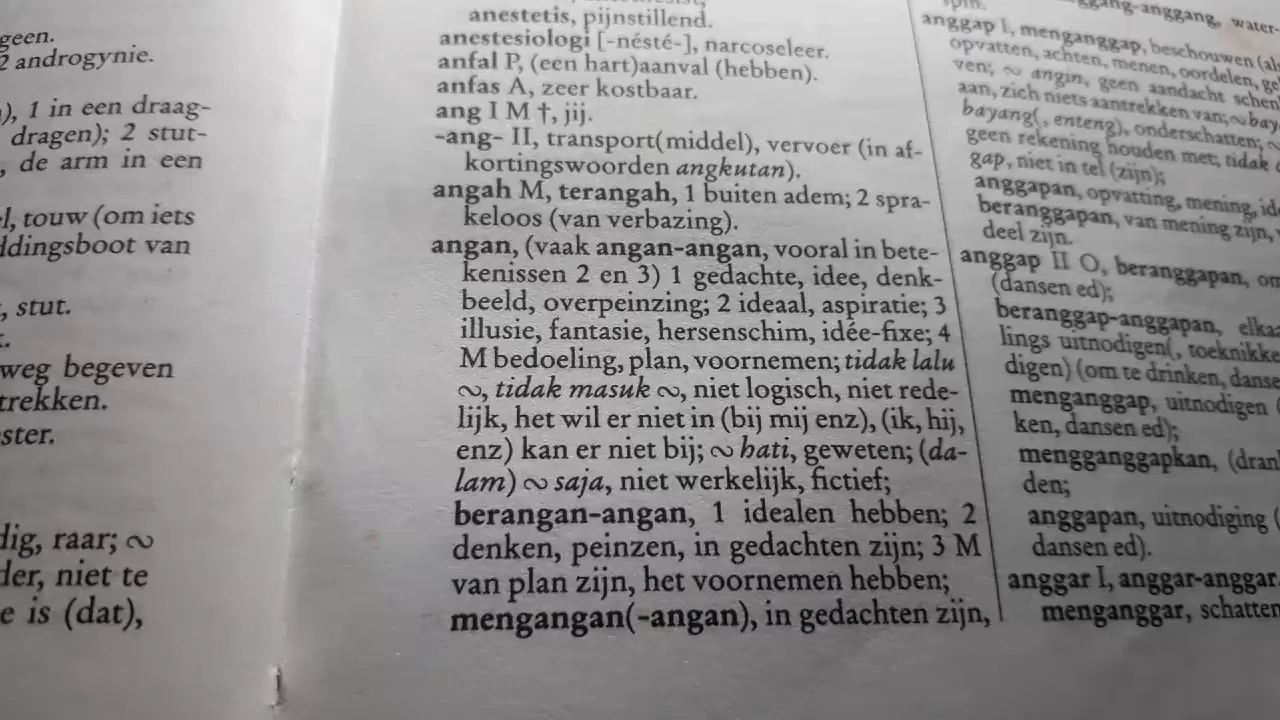 geen.
2 androgynie.
), 1 in een draag-
dragen); 2 stut-
, de arm in een
l, touw (om iets
ddingsboot van
, stut.
weg begeven
trekken.
ster.
dig, raar; ∾
der, niet te
e is (dat),
anestetis, pijnstillend.
anestesiologi [-nésté-], narcoseleer.
anfal P, (een hart)aanval (hebben).
anfas A, zeer kostbaar.
ang I M †, jij.
-ang- II, transport(middel), vervoer (in af-
kortingswoorden angkutan).
angah M, terangah, 1 buiten adem; 2 spra-
keloos (van verbazing).
angan, (vaak angan-angan, vooral in bete-
kenissen 2 en 3) 1 gedachte, idee, denk-
beeld, overpeinzing; 2 ideaal, aspiratie; 3
illusie, fantasie, hersenschim, idée-fixe; 4
M bedoeling, plan, voornemen; tidak lalu
∾, tidak masuk ∾, niet logisch, niet rede-
lijk, het wil er niet in (bij mij enz), (ik, hij,
enz) kan er niet bij; ∾ hati, geweten; (da-
lam) ∾ saja, niet werkelijk, fictief;
berangan-angan, 1 idealen hebben; 2
denken, peinzen, in gedachten zijn; 3 M
van plan zijn, het voornemen hebben;
mengangan(-angan), in gedachten zijn,
spin.
anggap I, menganggap, beschouwen (al
opvatten, achten, menen, oordelen, ge
ven; ∾ angin, geen aandacht schen
aan, zich niets aantrekken van; ∾ bay
bayang(, enteng), onderschatten; ∾
geen rekening houden met; tidak
gap, niet in tel (zijn);
anggapan, opvatting, mening, id
beranggapan, van mening zijn,
deel zijn.
anggap II O, beranggapan, om
(dansen ed);
beranggap-anggapan, elka
lings uitnodigen(, toeknikke
digen) (om te drinken, danse
menganggap, uitnodigen (
ken, dansen ed);
mengganggapkan, (dran
den;
anggapan, uitnodiging (
dansen ed).
anggar I, anggar-anggar.
menganggar, schatten